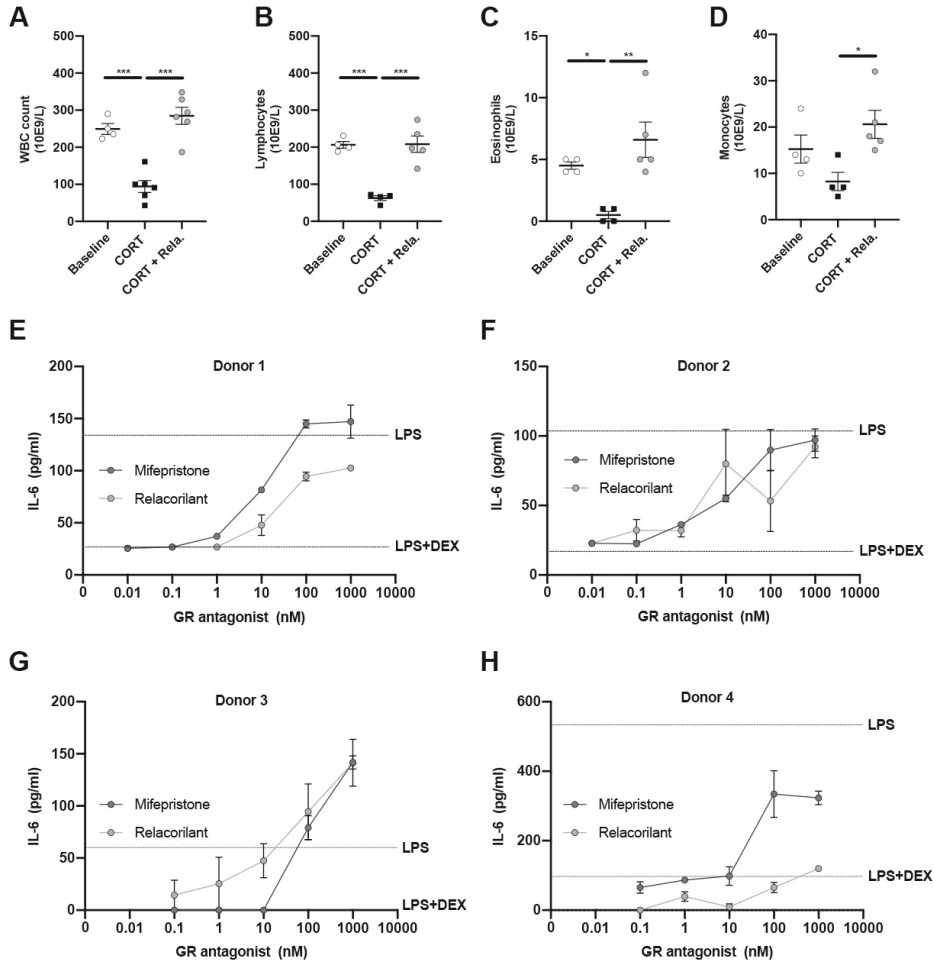 A
B
C
D
500
400
300
200
100
0
WBC count
(10E9/L)
***
***
Baseline
CORT
CORT + Rela.
500
400
300
200
100
0
Lymphocytes
(10E9/L)
***
***
Baseline
CORT
CORT + Rela.
15
10
5
0
Eosinophils
(10E9/L)
*
**
Baseline
CORT
CORT + Rela.
40
30
20
10
0
Monocytes
(10E9/L)
*
Baseline
CORT
CORT + Rela.
E
Donor 1
200
150
100
50
0
IL-6 (pg/ml)
LPS
Mifepristone
Relacorilant
LPS+DEX
0 0.01 0.1 1 10 100 1000 10000
GR antagonist (nM)
F
Donor 2
150
100
50
0
IL-6 (pg/ml)
LPS
Mifepristone
Relacorilant
LPS+DEX
0 0.01 0.1 1 10 100 1000 10000
GR antagonist (nM)
G
Donor 3
200
150
100
50
0
IL-6 (pg/ml)
Mifepristone
Relacorilant
LPS
LPS+DEX
0 0.01 0.1 1 10 100 1000 10000
GR antagonist (nM)
H
Donor 4
600
400
200
0
IL-6 (pg/ml)
LPS
Mifepristone
Relacorilant
LPS+DEX
0 0.01 0.1 1 10 100 1000 10000
GR antagonist (nM)